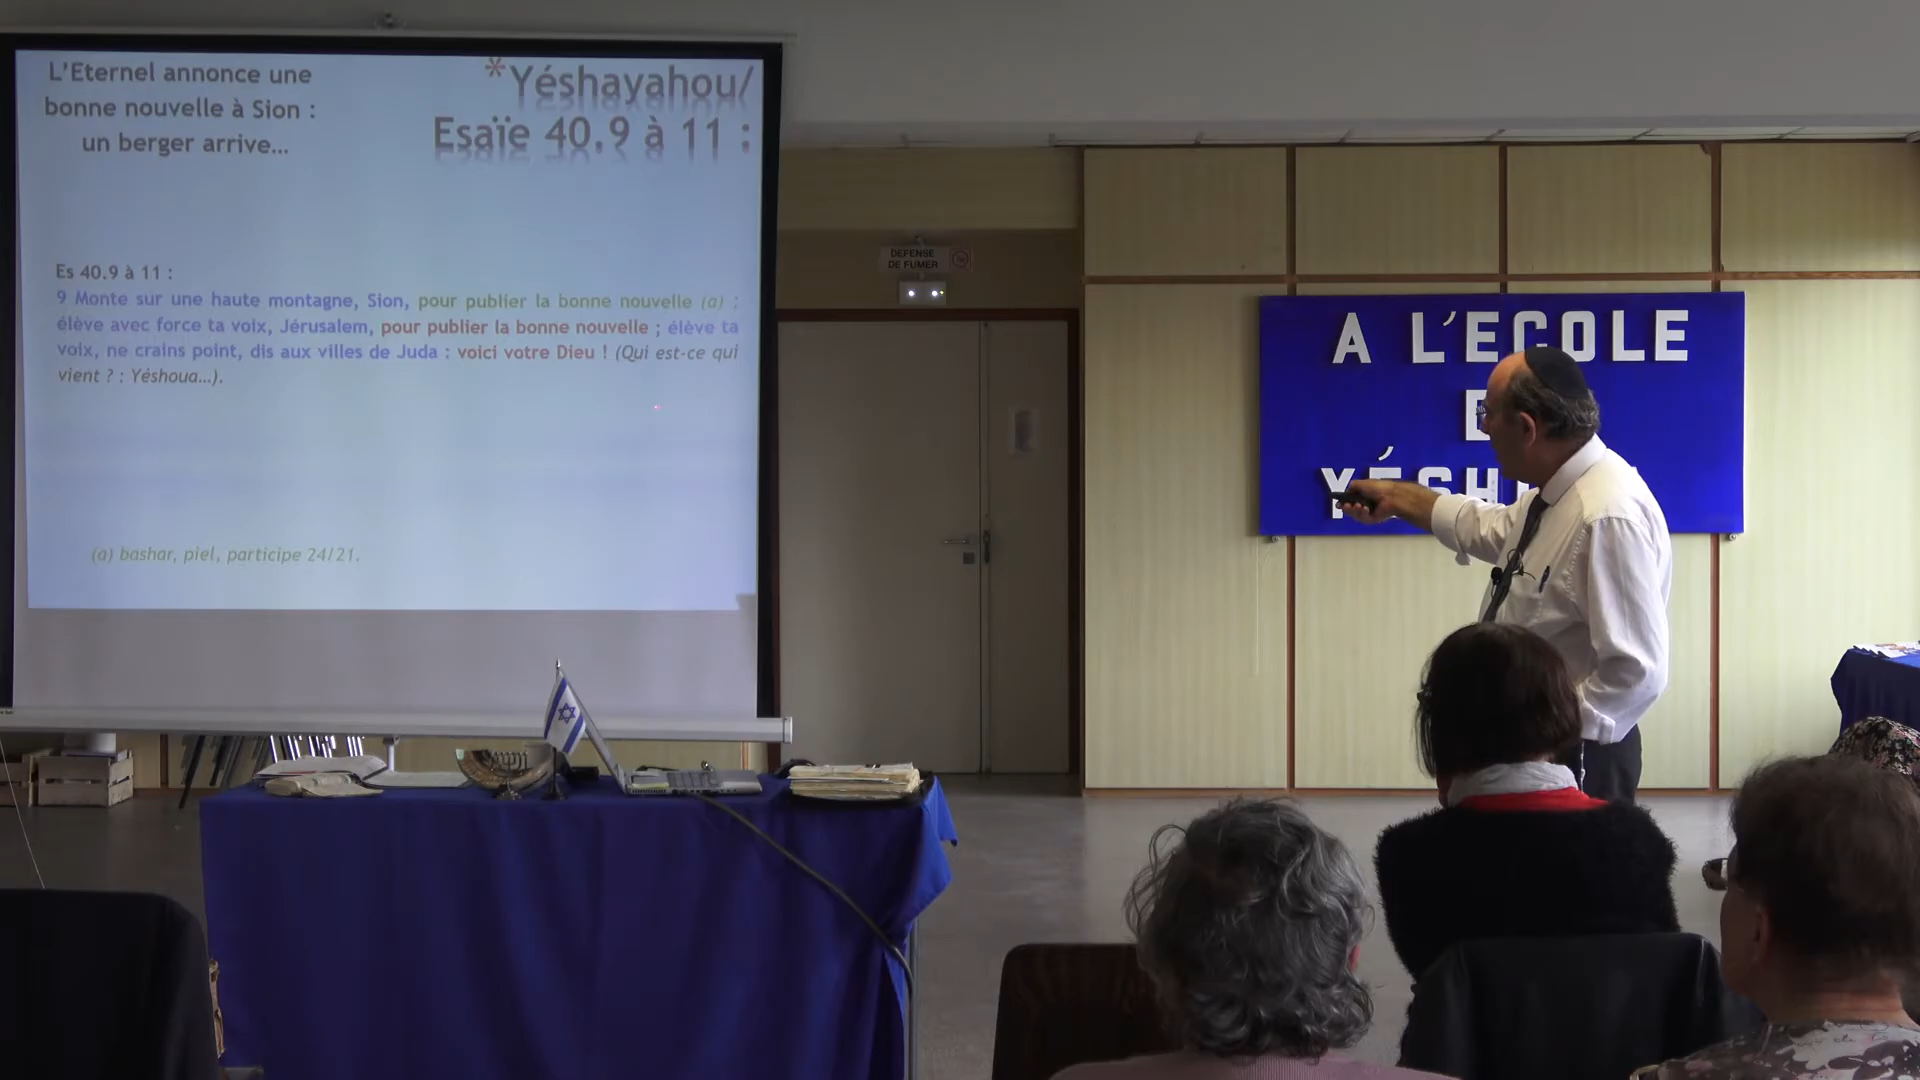 L'Eternel annonce une
bonne nouvelle à Sion :
un berger arrive...
*Yéshayahou/
Esaïe 40.9 à 11 :
Es 40.9 à 11 :
9 Monte sur une haute montagne, Sion, pour publier la bonne nouvelle (a) ;
élève avec force ta voix, Jérusalem, pour publier la bonne nouvelle ; élève ta
voix, ne crains point, dis aux villes de Juda : voici votre Dieu ! (Qui est-ce qui
vient ? : Yéshoua...).
(a) bashar, piel, participe 24/21.
DEFENSE
DE FUMER
A L'ECOLE
D
YÉSH